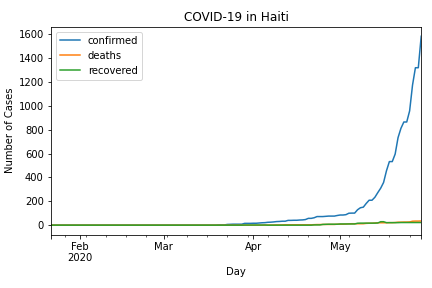 COVID-19 in Haiti
confirmed
deaths
recovered
Number of Cases
1600
1400
1200
1000
800
600
400
200
0
Feb
2020
Mar
Apr
May
Day